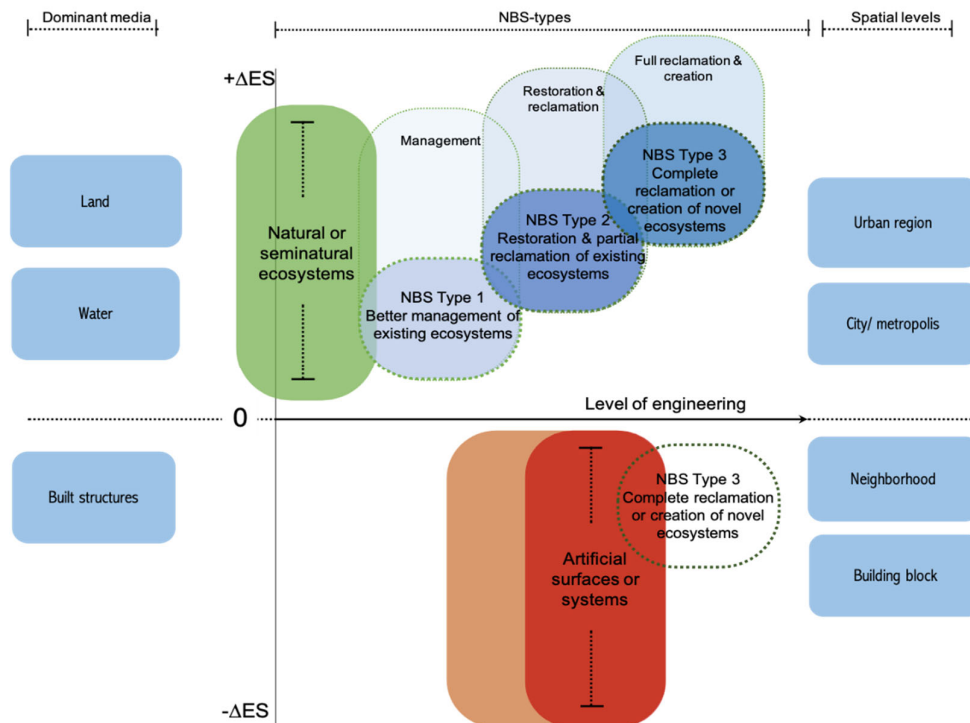 Dominant media
NBS-types
Spatial levels
+ΔES
Full reclamation &
creation
Restoration &
reclamation
Management
Land
Water
Natural or
seminatural
ecosystems
NBS Type 1
Better management of
existing ecosystems
NBS Type 2
Restoration & partial
reclamation of existing
ecosystems
NBS Type 3
Complete
reclamation or
creation of novel
ecosystems
Urban region
City/ metropolis
0
Level of engineering
Built structures
Artificial
surfaces or
systems
NBS Type 3
Complete reclamation
or creation of novel
ecosystems
Neighborhood
Building block
-ΔES